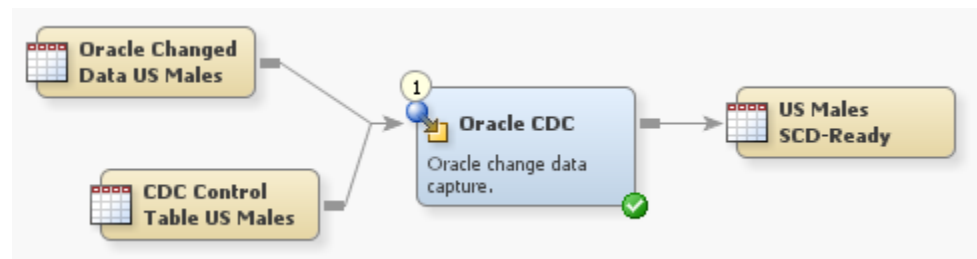 Oracle Changed
Data US Males
CDC Control
Table US Males
1
Oracle CDC
Oracle change data
capture.
US Males
SCD-Ready